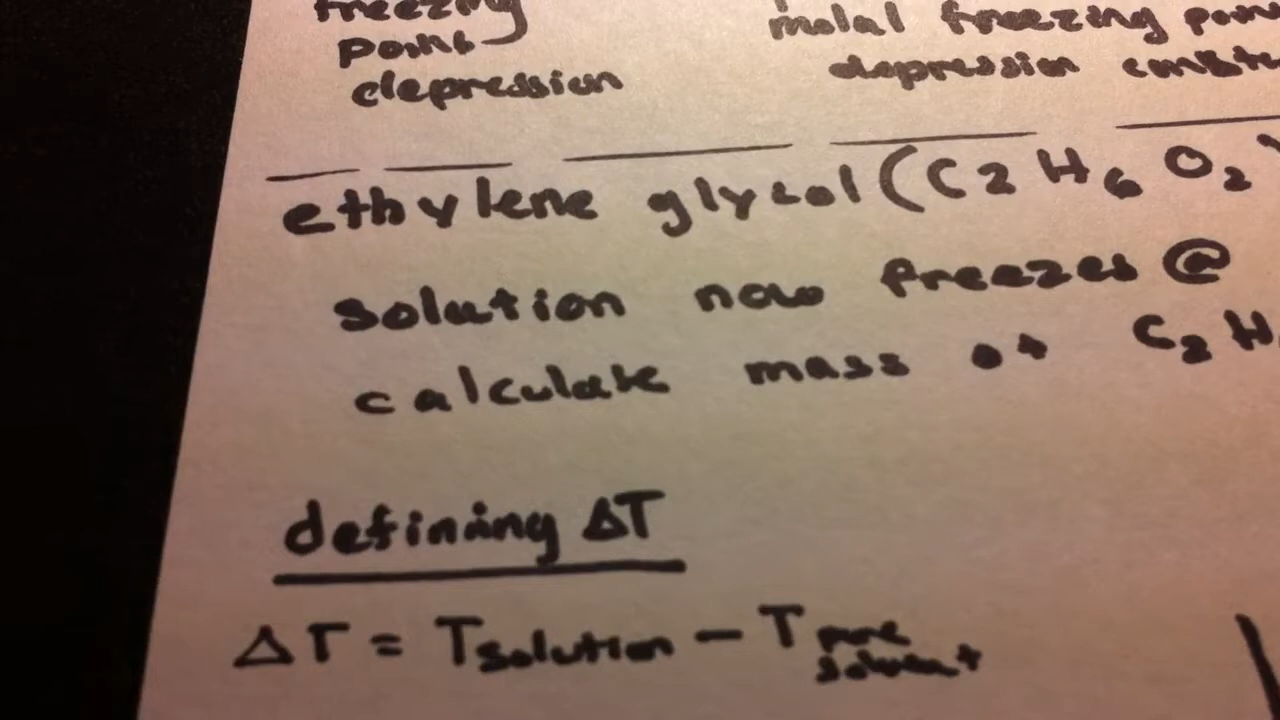 freezing
point
depression
molal freezing point
depression
ethylene glycol (C2H6O2)
solution now freezes @
calculate mass of C2H
defining ΔT
ΔT = Tsolution - Tpure solvent